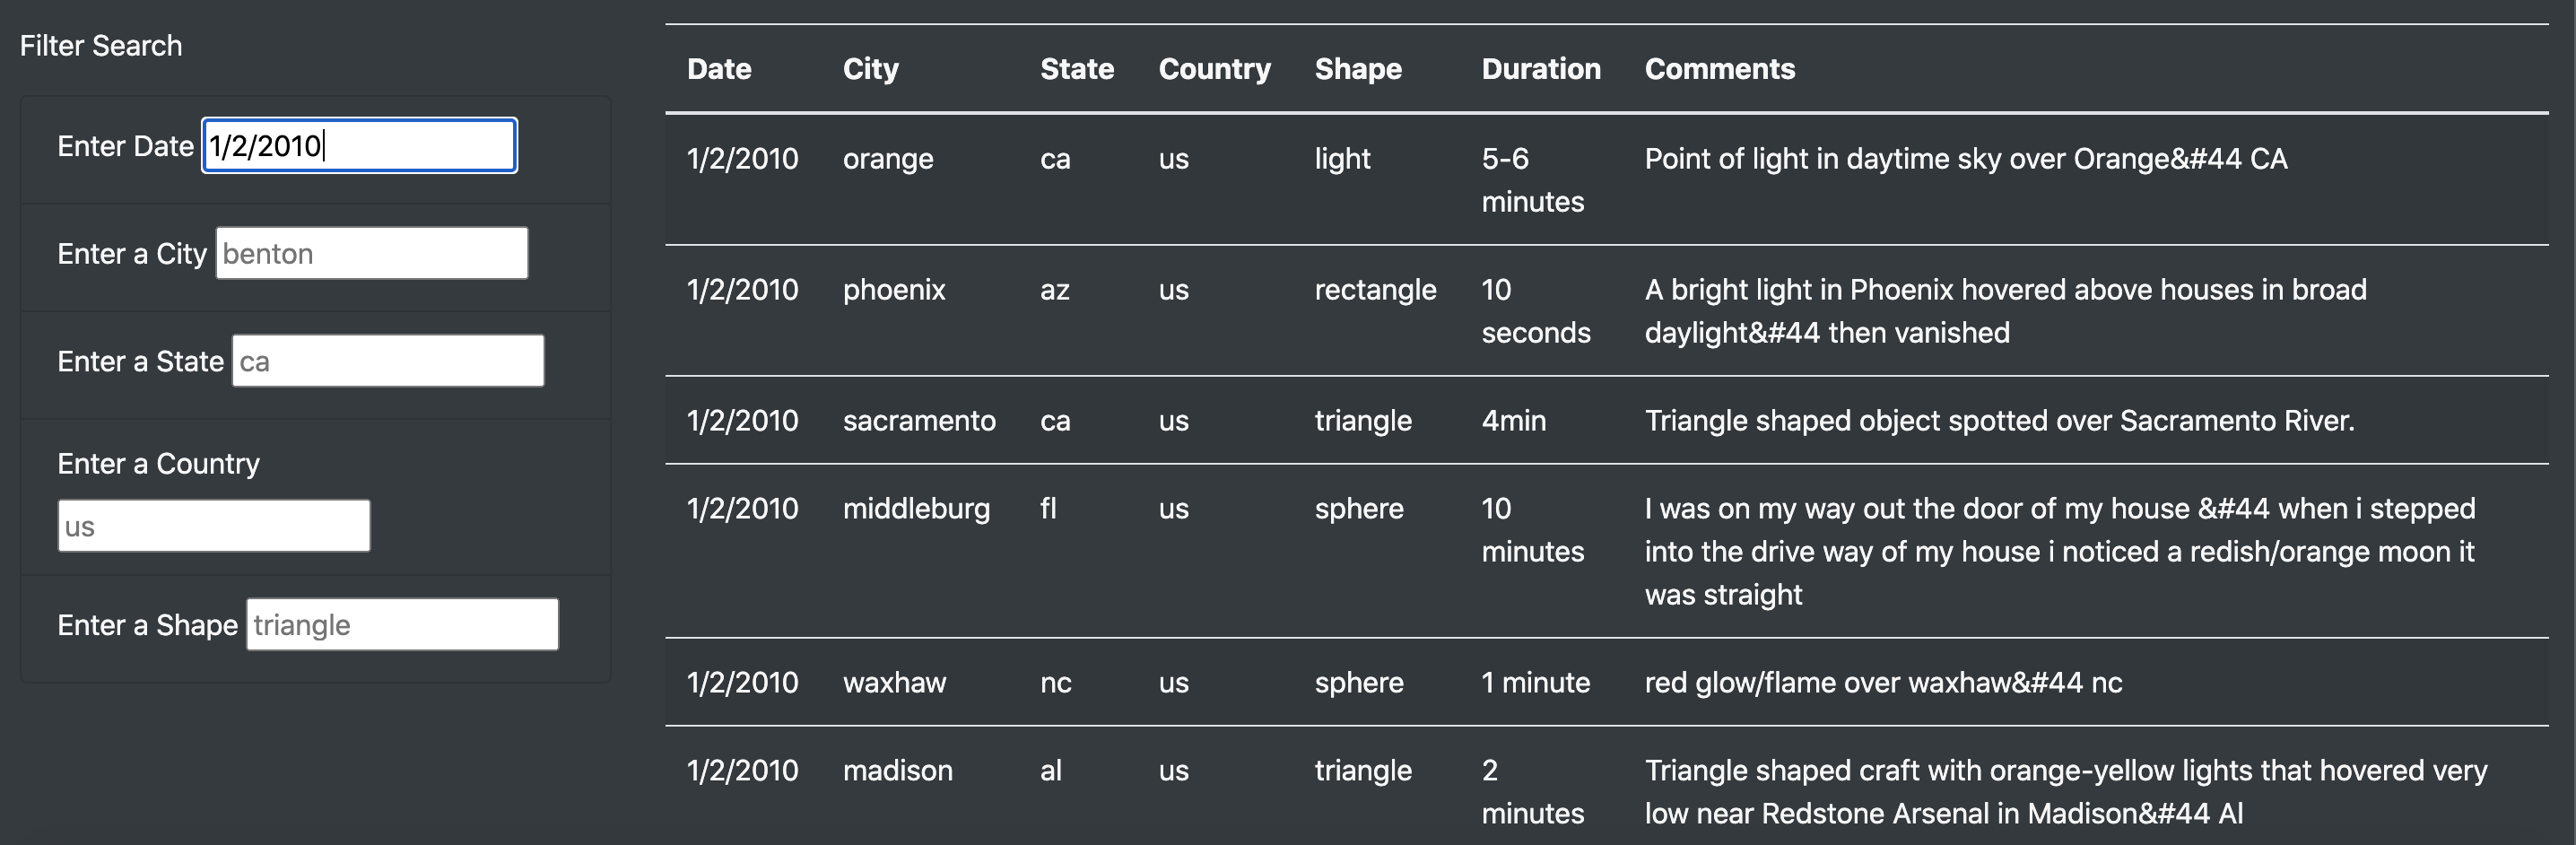 Filter Search
Enter Date 1/2/2010
Enter a City benton
Enter a State ca
Enter a Country
us
Enter a Shape triangle
Date City State Country Shape Duration Comments
1/2/2010 orange ca us light 5-6 Point of light in daytime sky over Orange&#44 CA
minutes
1/2/2010 phoenix az us rectangle 10 A bright light in Phoenix hovered above houses in broad
seconds daylight&#44 then vanished
1/2/2010 sacramento ca us triangle 4min Triangle shaped object spotted over Sacramento River.
1/2/2010 middleburg fl us sphere 10 I was on my way out the door of my house &#44 when i stepped
minutes into the drive way of my house i noticed a redish/orange moon it
was straight
1/2/2010 waxhaw nc us sphere 1 minute red glow/flame over waxhaw&#44 nc
1/2/2010 madison al us triangle 2 Triangle shaped craft with orange-yellow lights that hovered very
minutes low near Redstone Arsenal in Madison&#44 Al